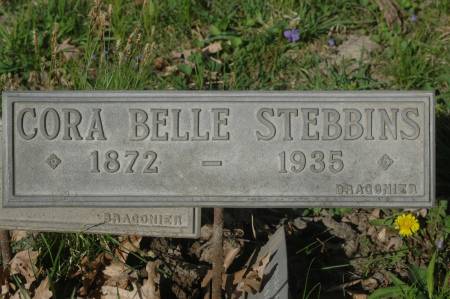 CORA BELLE STEBBINS
1872 – 1935
DRAGONIER
DRAGONIER